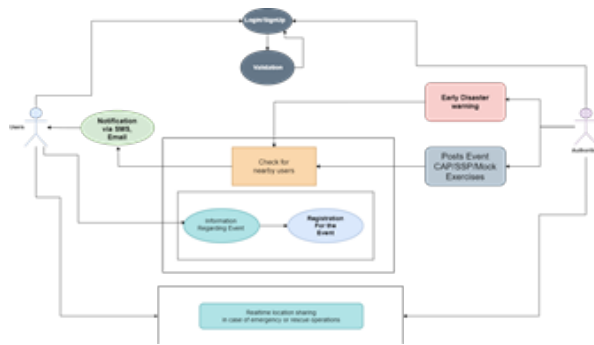 Login/SignUp
Validation
Early Disaster
warning
Notification
via SMS,
Email
Users
Check for
nearby users
Posts Event
CAP/SSP/Mock
Exercises
Information
Regarding Event
Registration
For the
Event
Realtime location sharing
in case of emergency or rescue operations